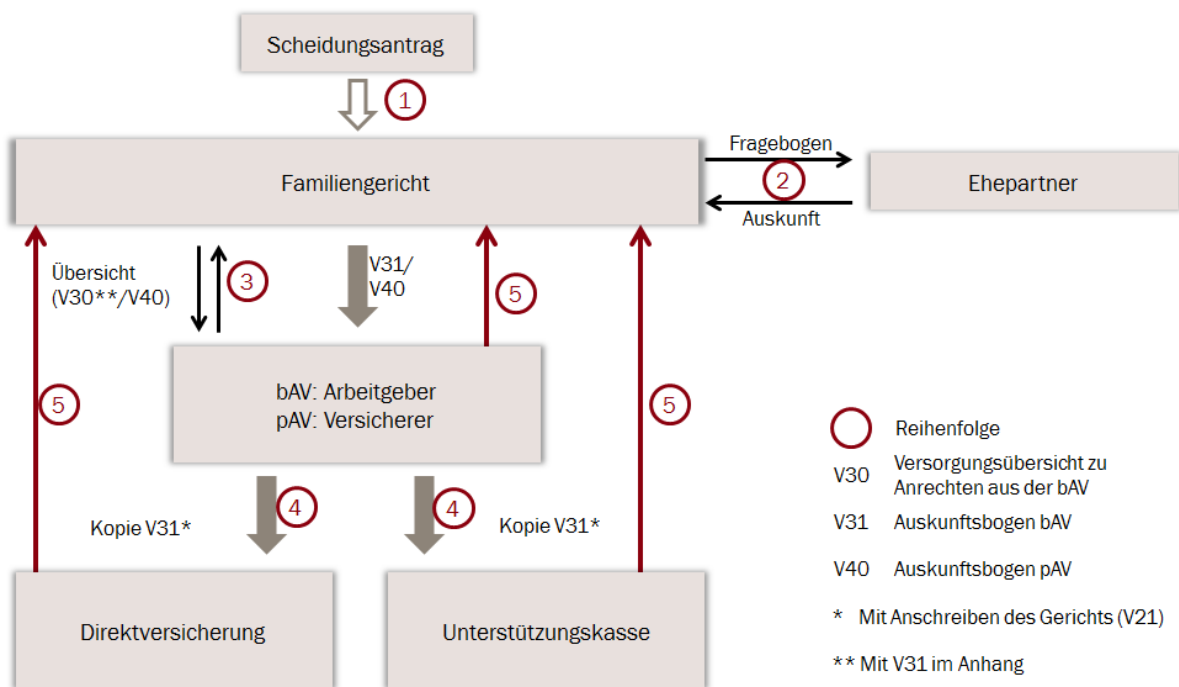 Scheidungsantrag
1
Familiengericht
Fragebogen
2
Auskunft
Ehepartner
Übersicht
(V30**/V40)
3
V31/
V40
5
bAV: Arbeitgeber
pAV: Versicherer
5
5
4
4
Kopie V31*
Kopie V31*
Direktversicherung
Unterstützungskasse
Reihenfolge
V30 Versorgungsübersicht zu
Anrechten aus der bAV
V31 Auskunftsbogen bAV
V40 Auskunftsbogen pAV
* Mit Anschreiben des Gerichts (V21)
** Mit V31 im Anhang